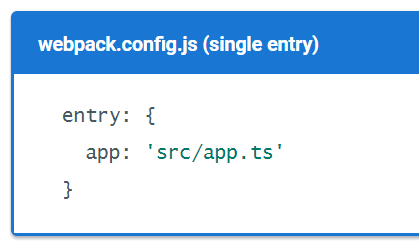 webpack.config.js (single entry)
entry: {
app: 'src/app.ts'
}